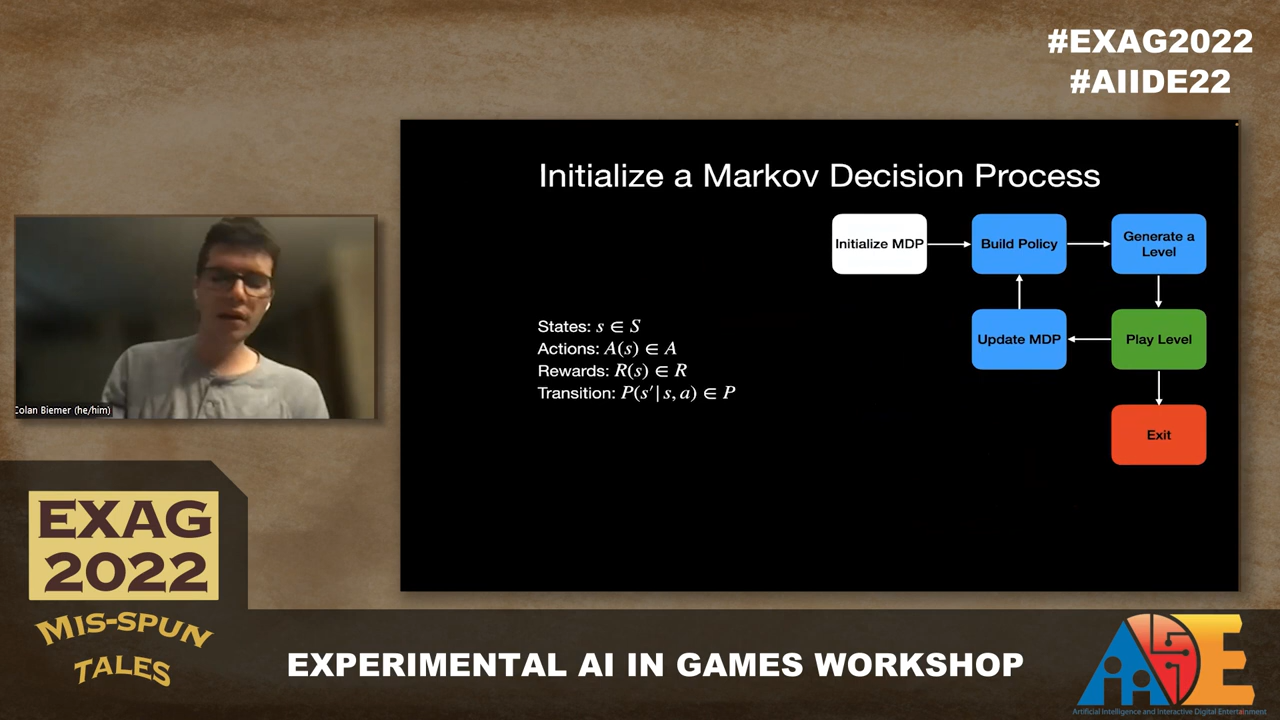 #EXAG2022
#AIIDE22
Initialize a Markov Decision Process
Initialize MDP
Build Policy
Generate a
Level
Update MDP
Play Level
Exit
States: s ∈ S
Actions: A(s) ∈ A
Rewards: R(s) ∈ R
Transition: P(s′|s, a) ∈ P
Colan Biemer (he/him)
EXAG
2022
MIS-SPUN
TALES
EXPERIMENTAL AI IN GAMES WORKSHOP
AIIDE
Artificial Intelligence and Interactive Digital Entertainment